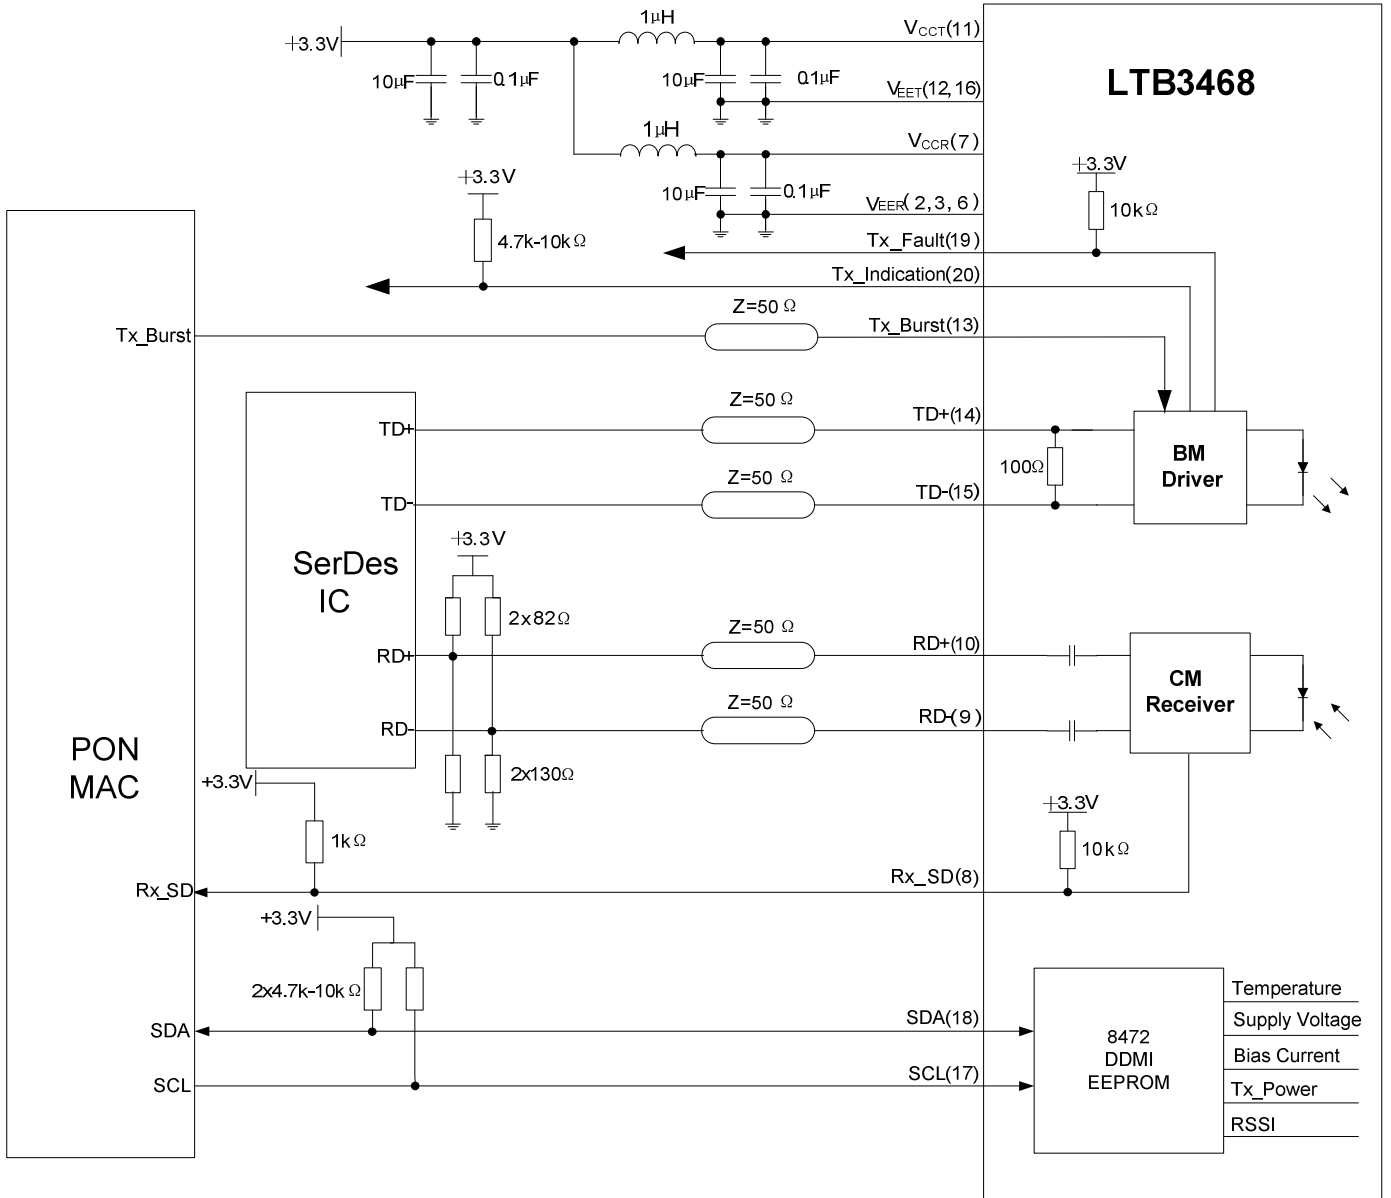 1μH
VCCT(11)
+3.3V
10μF
0.1μF
10μF
0.1μF
LTB3468
VEET(12,16)
1μH
VCCR(7)
+3.3V
+3.3V
10μF
0.1μF
VEER(2,3,6)
10kΩ
4.7k-10kΩ
Tx_Fault(19)
Tx_Indication(20)
Z=50 Ω
Tx_Burst
Tx_Burst(13)
Z=50 Ω
TD+
TD+(14)
BM
Driver
100Ω
Z=50 Ω
TD-
TD-(15)
+3.3V
SerDes
IC
2x82Ω
Z=50 Ω
RD+
RD+(10)
CM
Receiver
Z=50 Ω
RD-
RD-(9)
PON
MAC
+3.3V
2x130Ω
+3.3V
1kΩ
10kΩ
Rx_SD
Rx_SD(8)
+3.3V
2x4.7k-10kΩ
Temperature
SDA
SDA(18)
Supply Voltage
8472
DDMI
EEPROM
Bias Current
SCL
SCL(17)
Tx_Power
RSSI